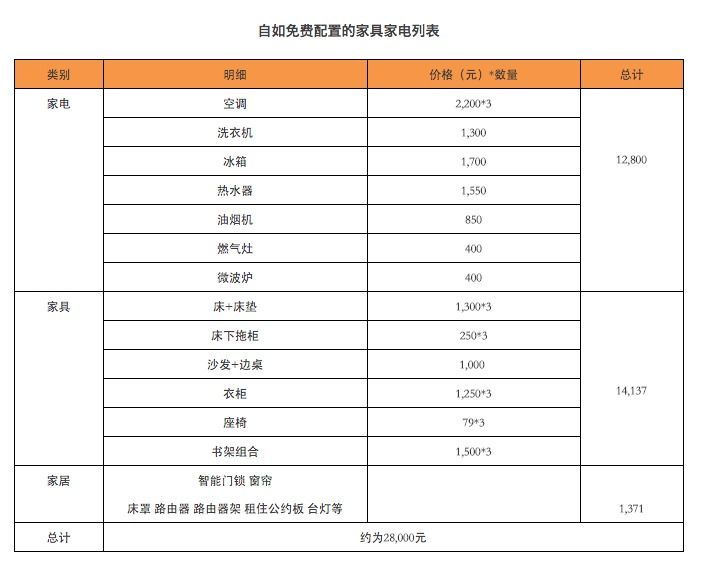 自如免费配置的家具家电列表
类别 明细 价格（元）*数量 总计
家电 空调 2,200*3
洗衣机 1,300
冰箱 1,700 12,800
热水器 1,550
油烟机 850
燃气灶 400
微波炉 400
家具 床+床垫 1,300*3
床下拖柜 250*3
沙发+边桌 1,000
衣柜 1,250*3 14,137
座椅 79*3
书架组合 1,500*3
家居 智能门锁 窗帘
床罩 路由器 路由器架 租住公约板 台灯等 1,371
总计 约为28,000元